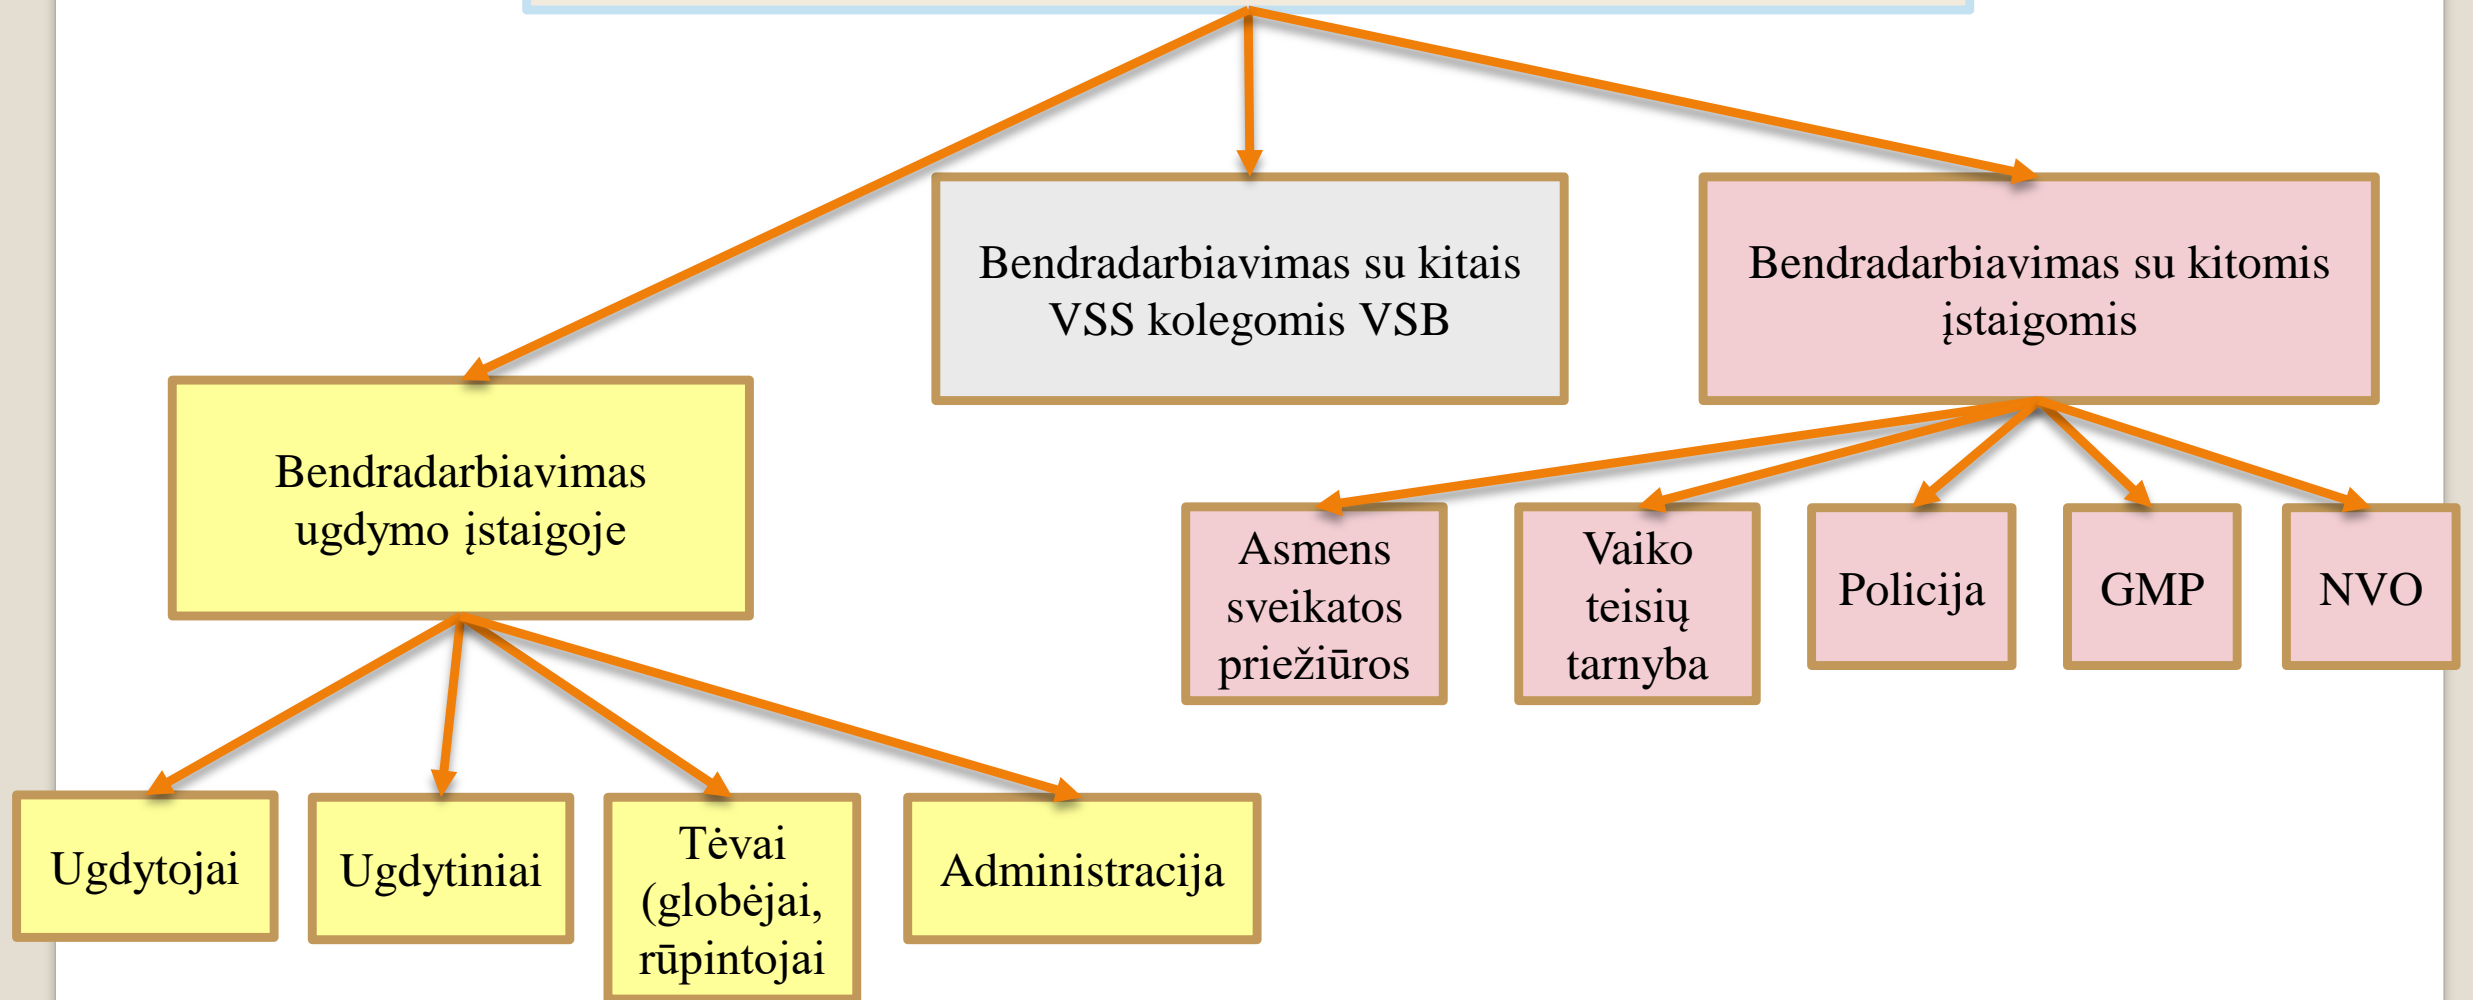 Bendradarbiavimas su kitais
VSS kolegomis VSB
Bendradarbiavimas su kitomis
įstaigomis
Bendradarbiavimas
ugdymo įstaigoje
Asmens
sveikatos
priežiūros
Vaiko
teisių
tarnyba
Policija
GMP
NVO
Ugdytojai
Ugdytiniai
Tėvai
(globėjai,
rūpintojai
Administracija